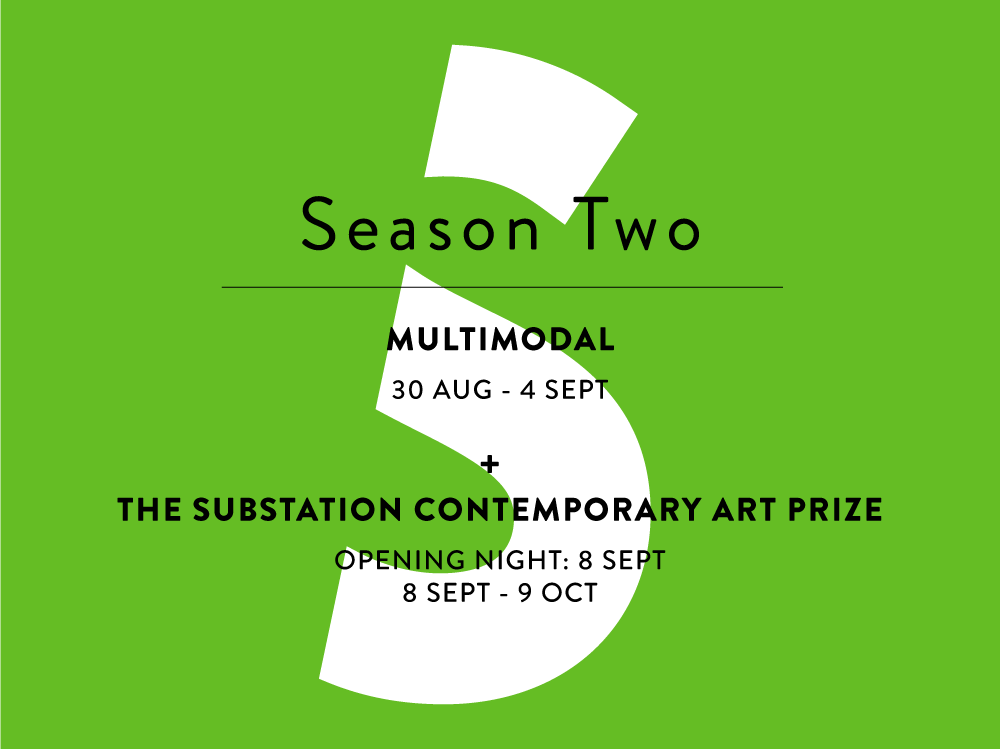 Season Two
MULTIMODAL
30 AUG - 4 SEPT
+
THE SUBSTATION CONTEMPORARY ART PRIZE
OPENING NIGHT: 8 SEPT
8 SEPT - 9 OCT